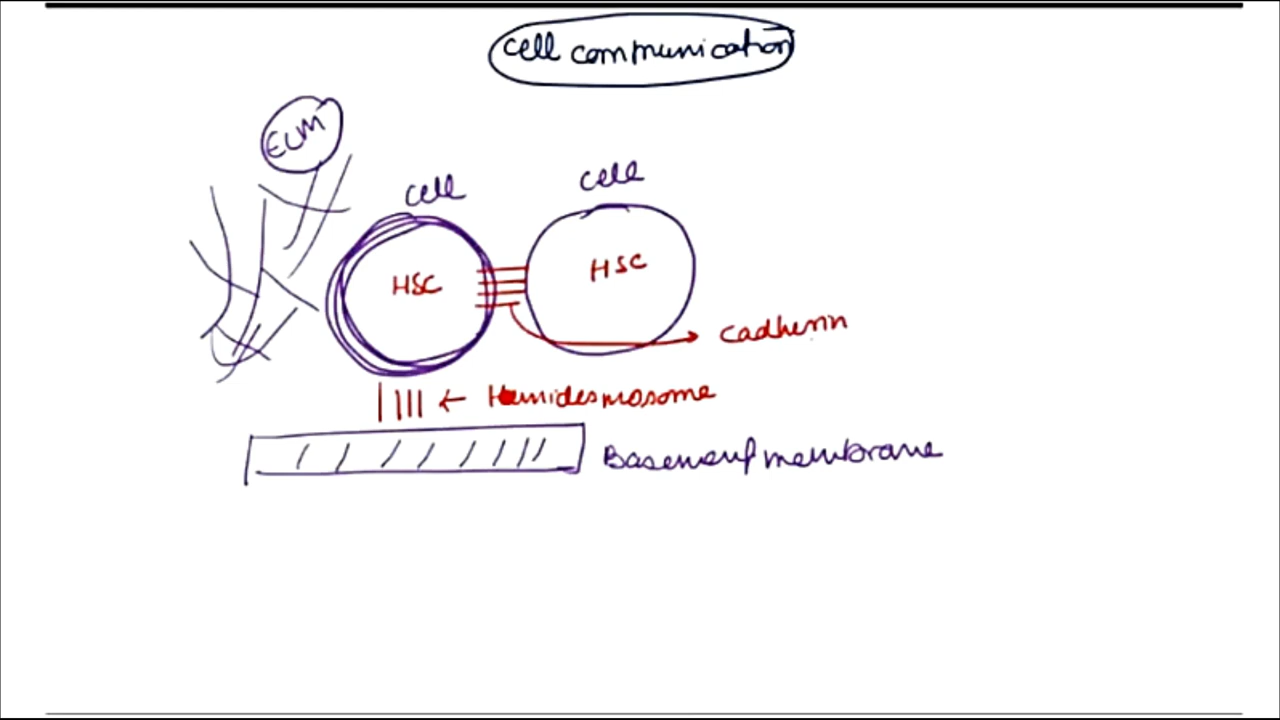 cell communication
ECM
cell
cell
HSC
HSC
cadherin
Hemidesmosome
Basement membrane